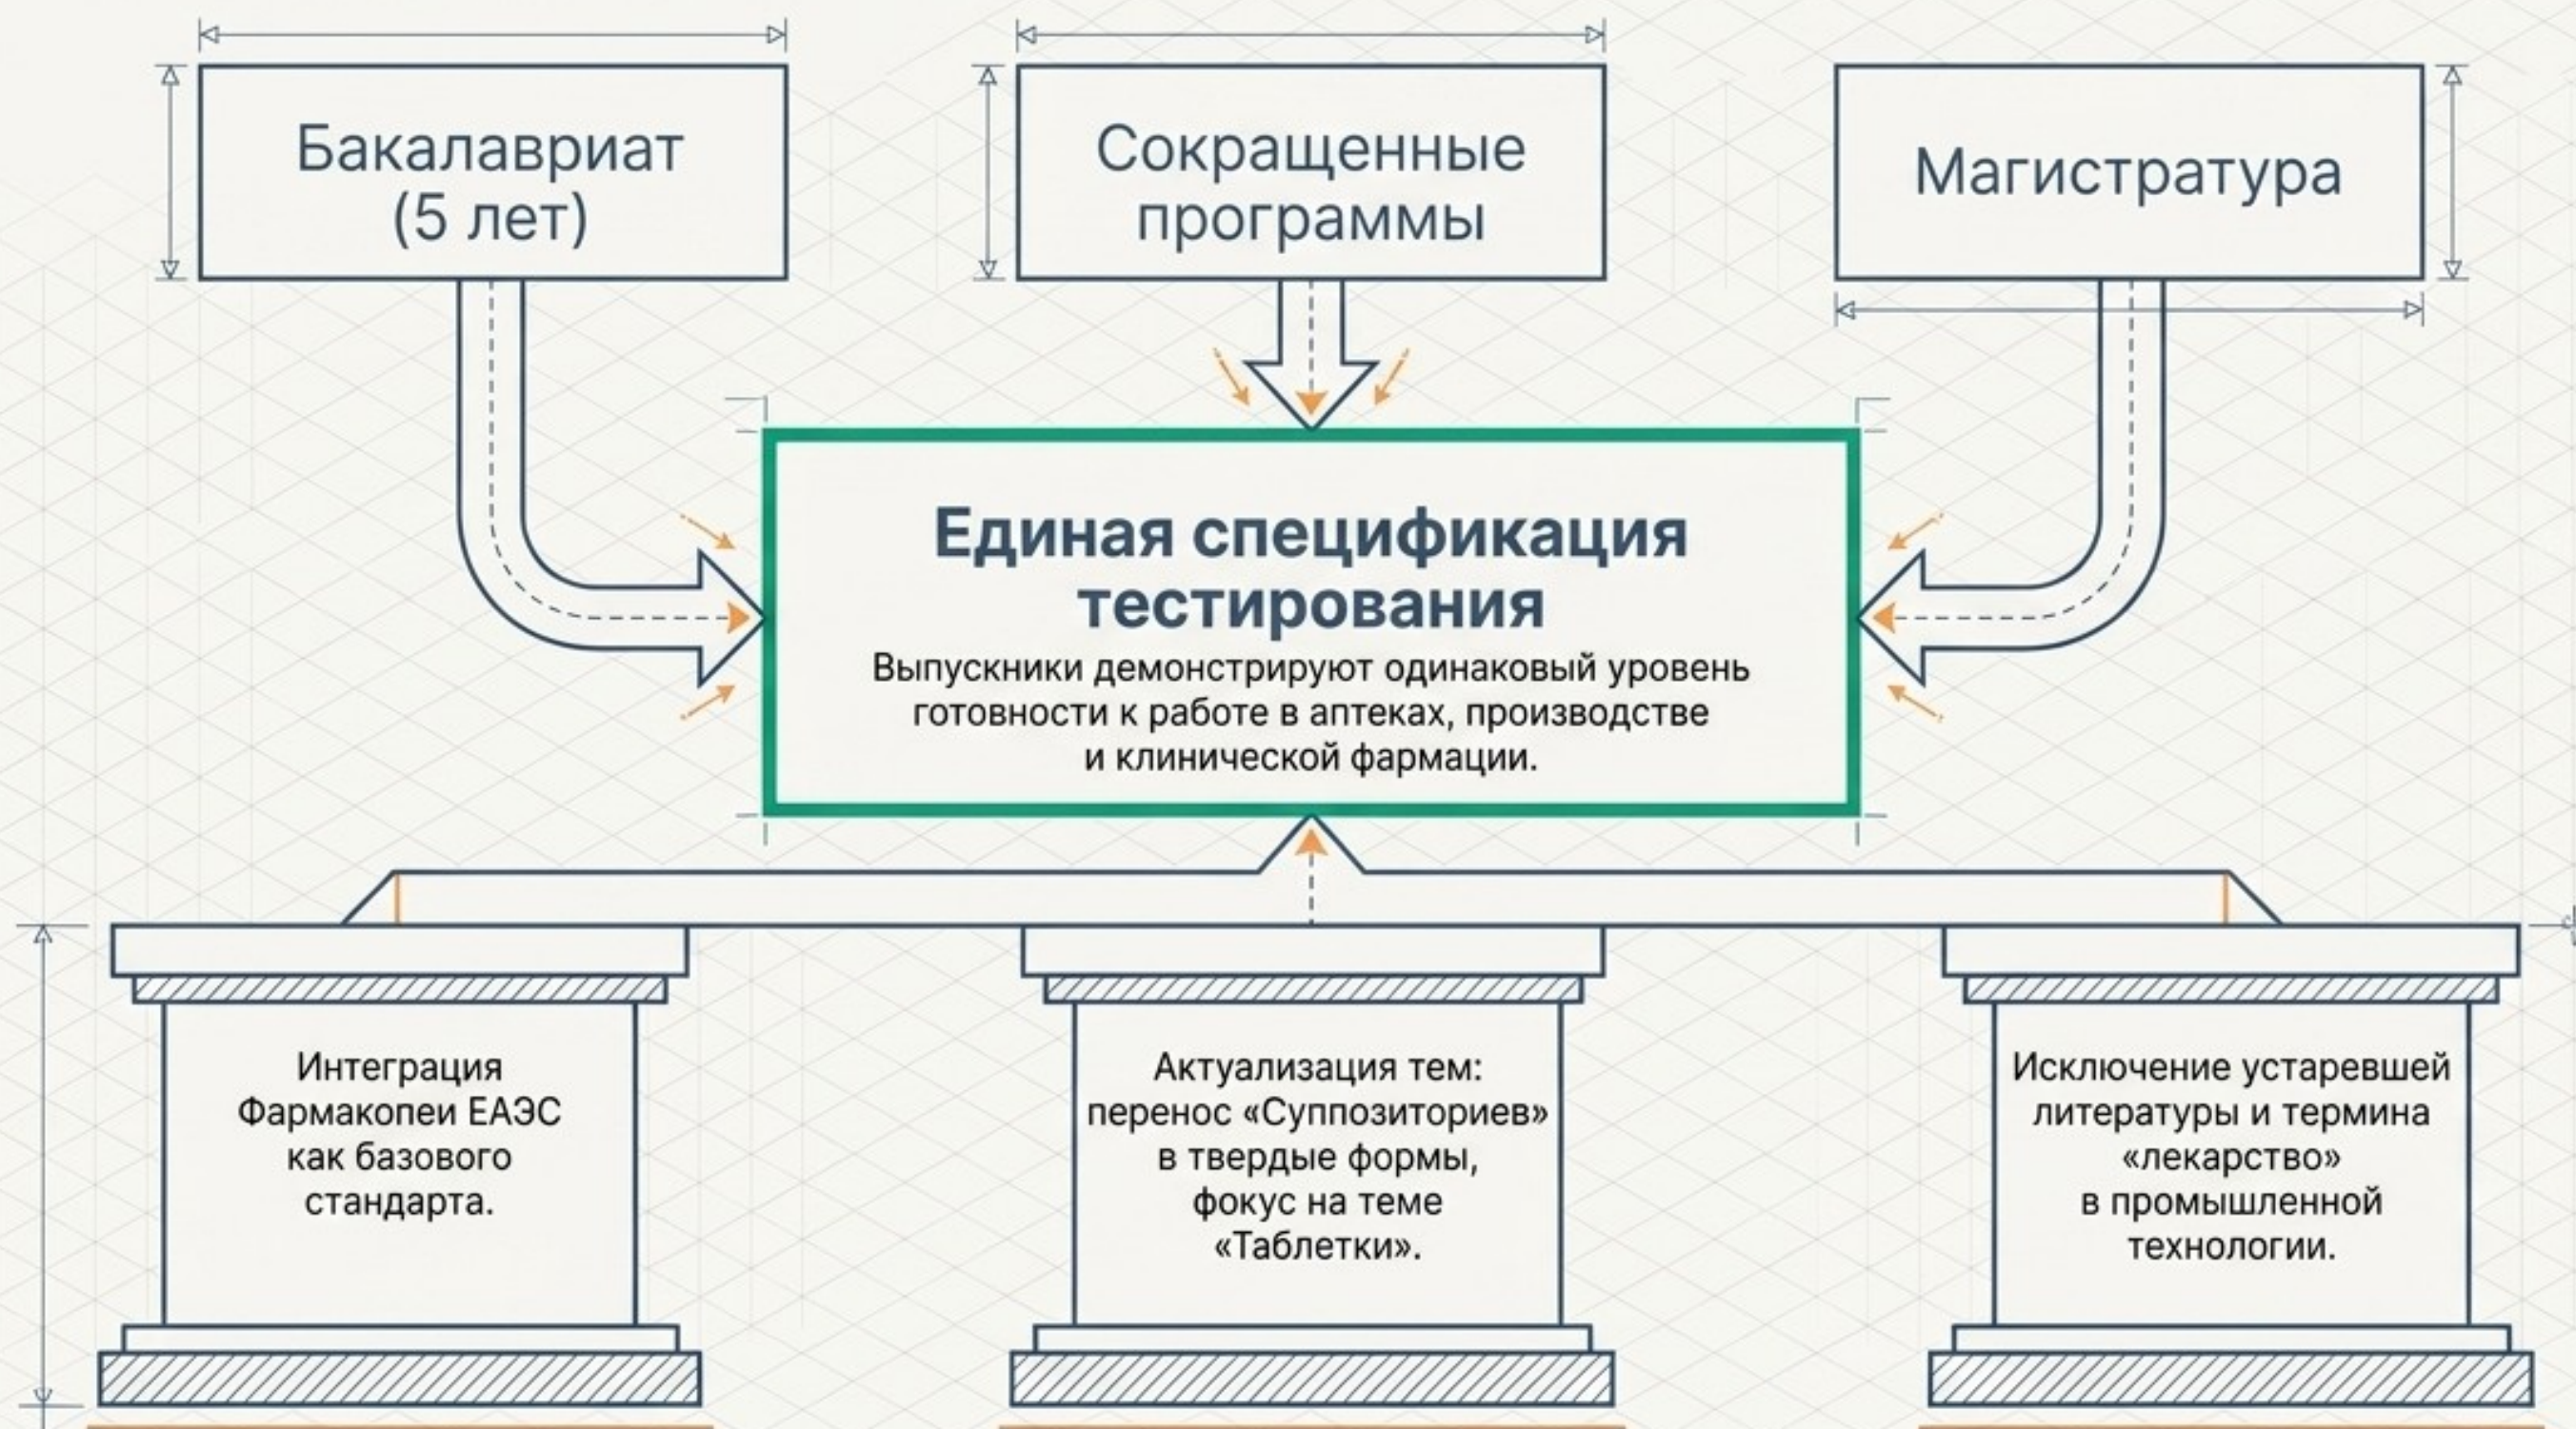 Бакалавриат
(5 лет)
Сокращенные
программы
Магистратура
Единая спецификация
тестирования
Выпускники демонстрируют одинаковый уровень
готовности к работе в аптеках, производстве
и клинической фармации.
Интеграция
Фармакопеи ЕАЭС
как базового
стандарта.
Актуализация тем:
перенос «Суппозиториев»
в твердые формы,
фокус на теме
«Таблетки».
Исключение устаревшей
литературы и термина
«лекарство»
в промышленной
технологии.